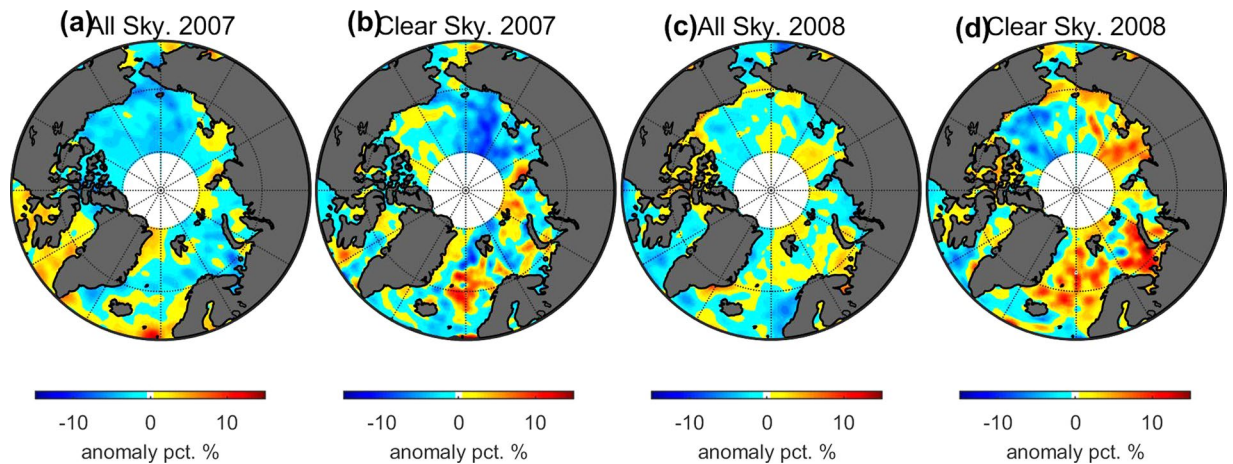 (a) All Sky. 2007
(b) Clear Sky. 2007
(c) All Sky. 2008
(d) Clear Sky. 2008
-10 0 10
anomaly pct. %
-10 0 10
anomaly pct. %
-10 0 10
anomaly pct. %
-10 0 10
anomaly pct. %